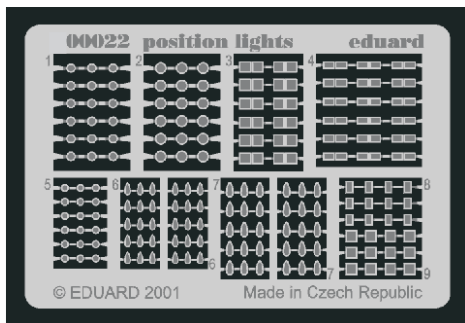 00022 position lights eduard
1 2 3 4
5 6 7 8
6 7 9
© EDUARD 2001 Made in Czech Republic